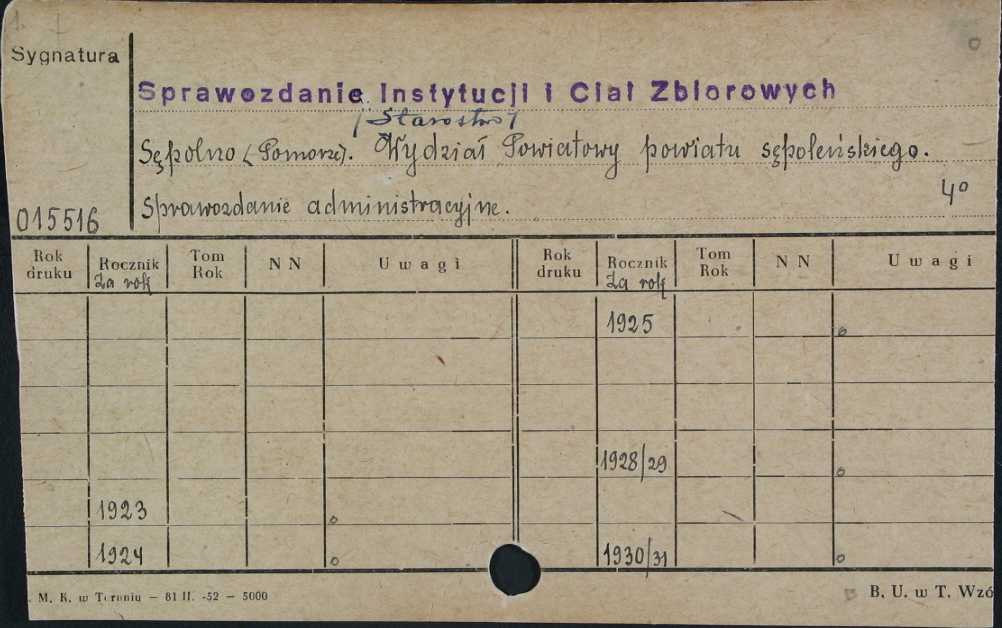 Sygnatura
Sprawozdanie Instytucji i Ciał Zbiorowych
/Starostwo/
Sępolno (Pomorze). Wydział Powiatowy powiatu sępoleńskiego.
4º
015516 Sprawozdanie administracyjne.
Rok druku Rocznik Za rok Tom Rok N N Uwagi Rok druku Rocznik Za rok Tom Rok N N Uwagi
1925
1928/29
1923
1924 1930/31
M. K. w Toruniu — 81 II. -52 — 5000 B. U. w T. Wzó